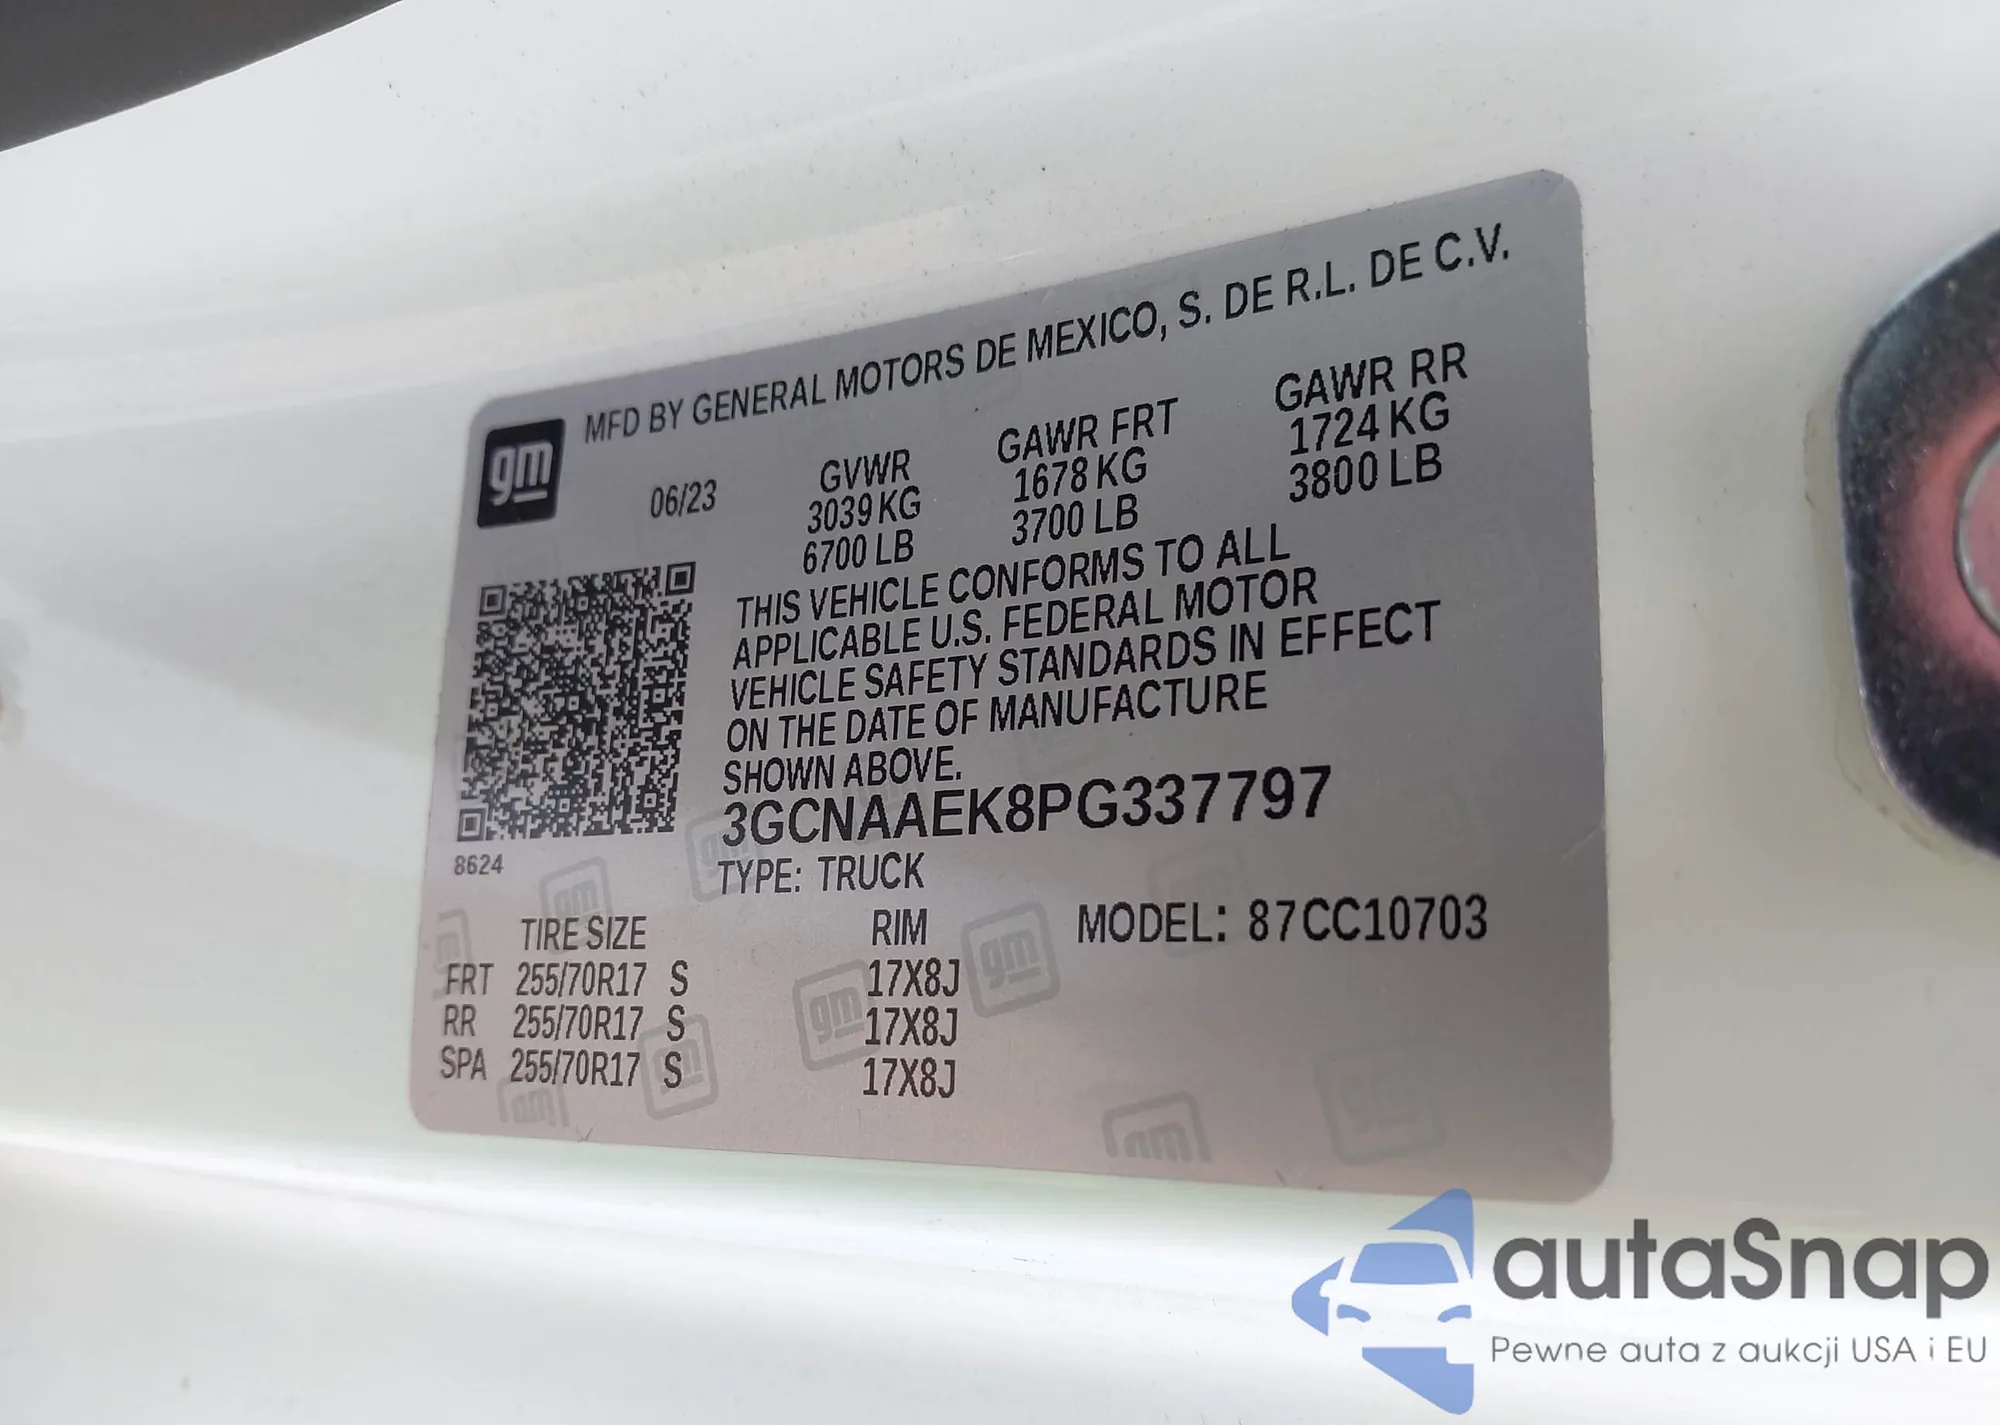 gm
MFD BY GENERAL MOTORS DE MEXICO, S. DE R.L. DE C.V.
06/23
GVWR GAWR FRT GAWR RR
3039 KG 1678 KG 1724 KG
6700 LB 3700 LB 3800 LB
THIS VEHICLE CONFORMS TO ALL
APPLICABLE U.S. FEDERAL MOTOR
VEHICLE SAFETY STANDARDS IN EFFECT
ON THE DATE OF MANUFACTURE
SHOWN ABOVE.
3GCNAAEK8PG337797
8624
TYPE: TRUCK
TIRE SIZE RIM MODEL: 87CC10703
FRT 255/70R17 S 17X8J
RR 255/70R17 S 17X8J
SPA 255/70R17 S 17X8J
autaSnap
Pewne auta z aukcji USA i EU